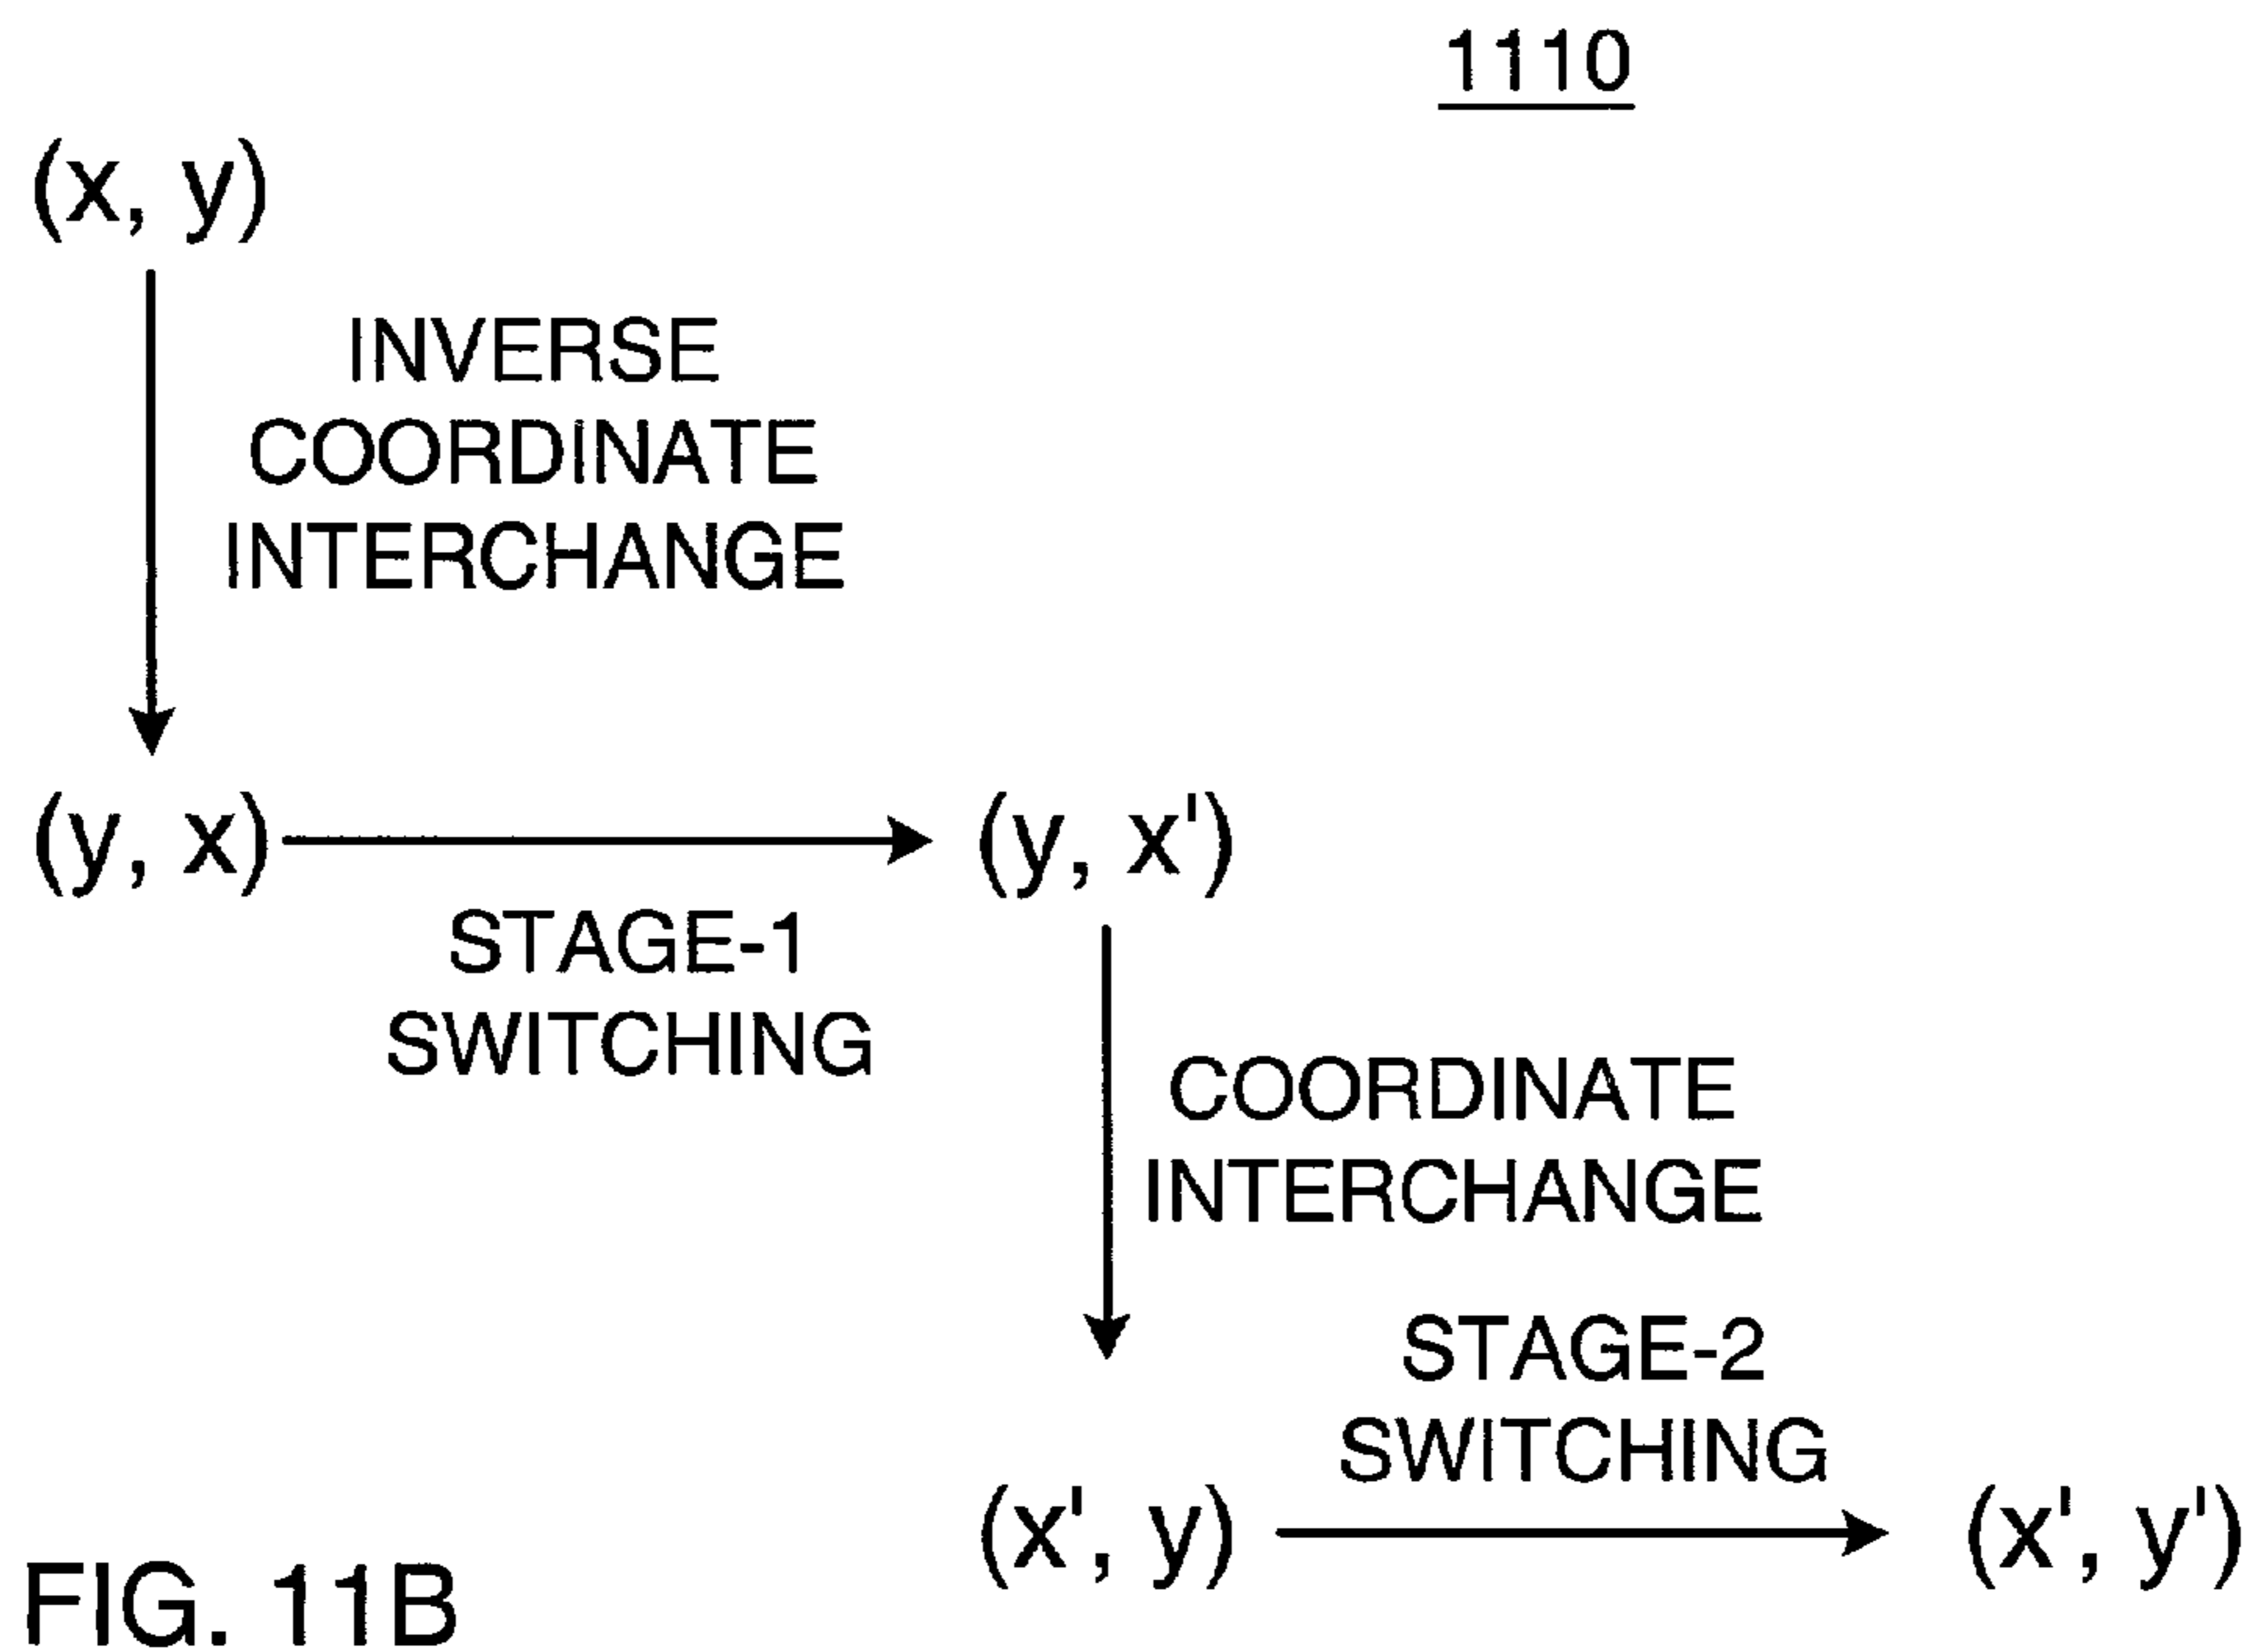 1110
(x, y)
INVERSE
COORDINATE
INTERCHANGE
(y, x)
(y, x')
STAGE-1
SWITCHING
COORDINATE
INTERCHANGE
STAGE-2
SWITCHING
(x', y)
(x', y')
FIG. 11B